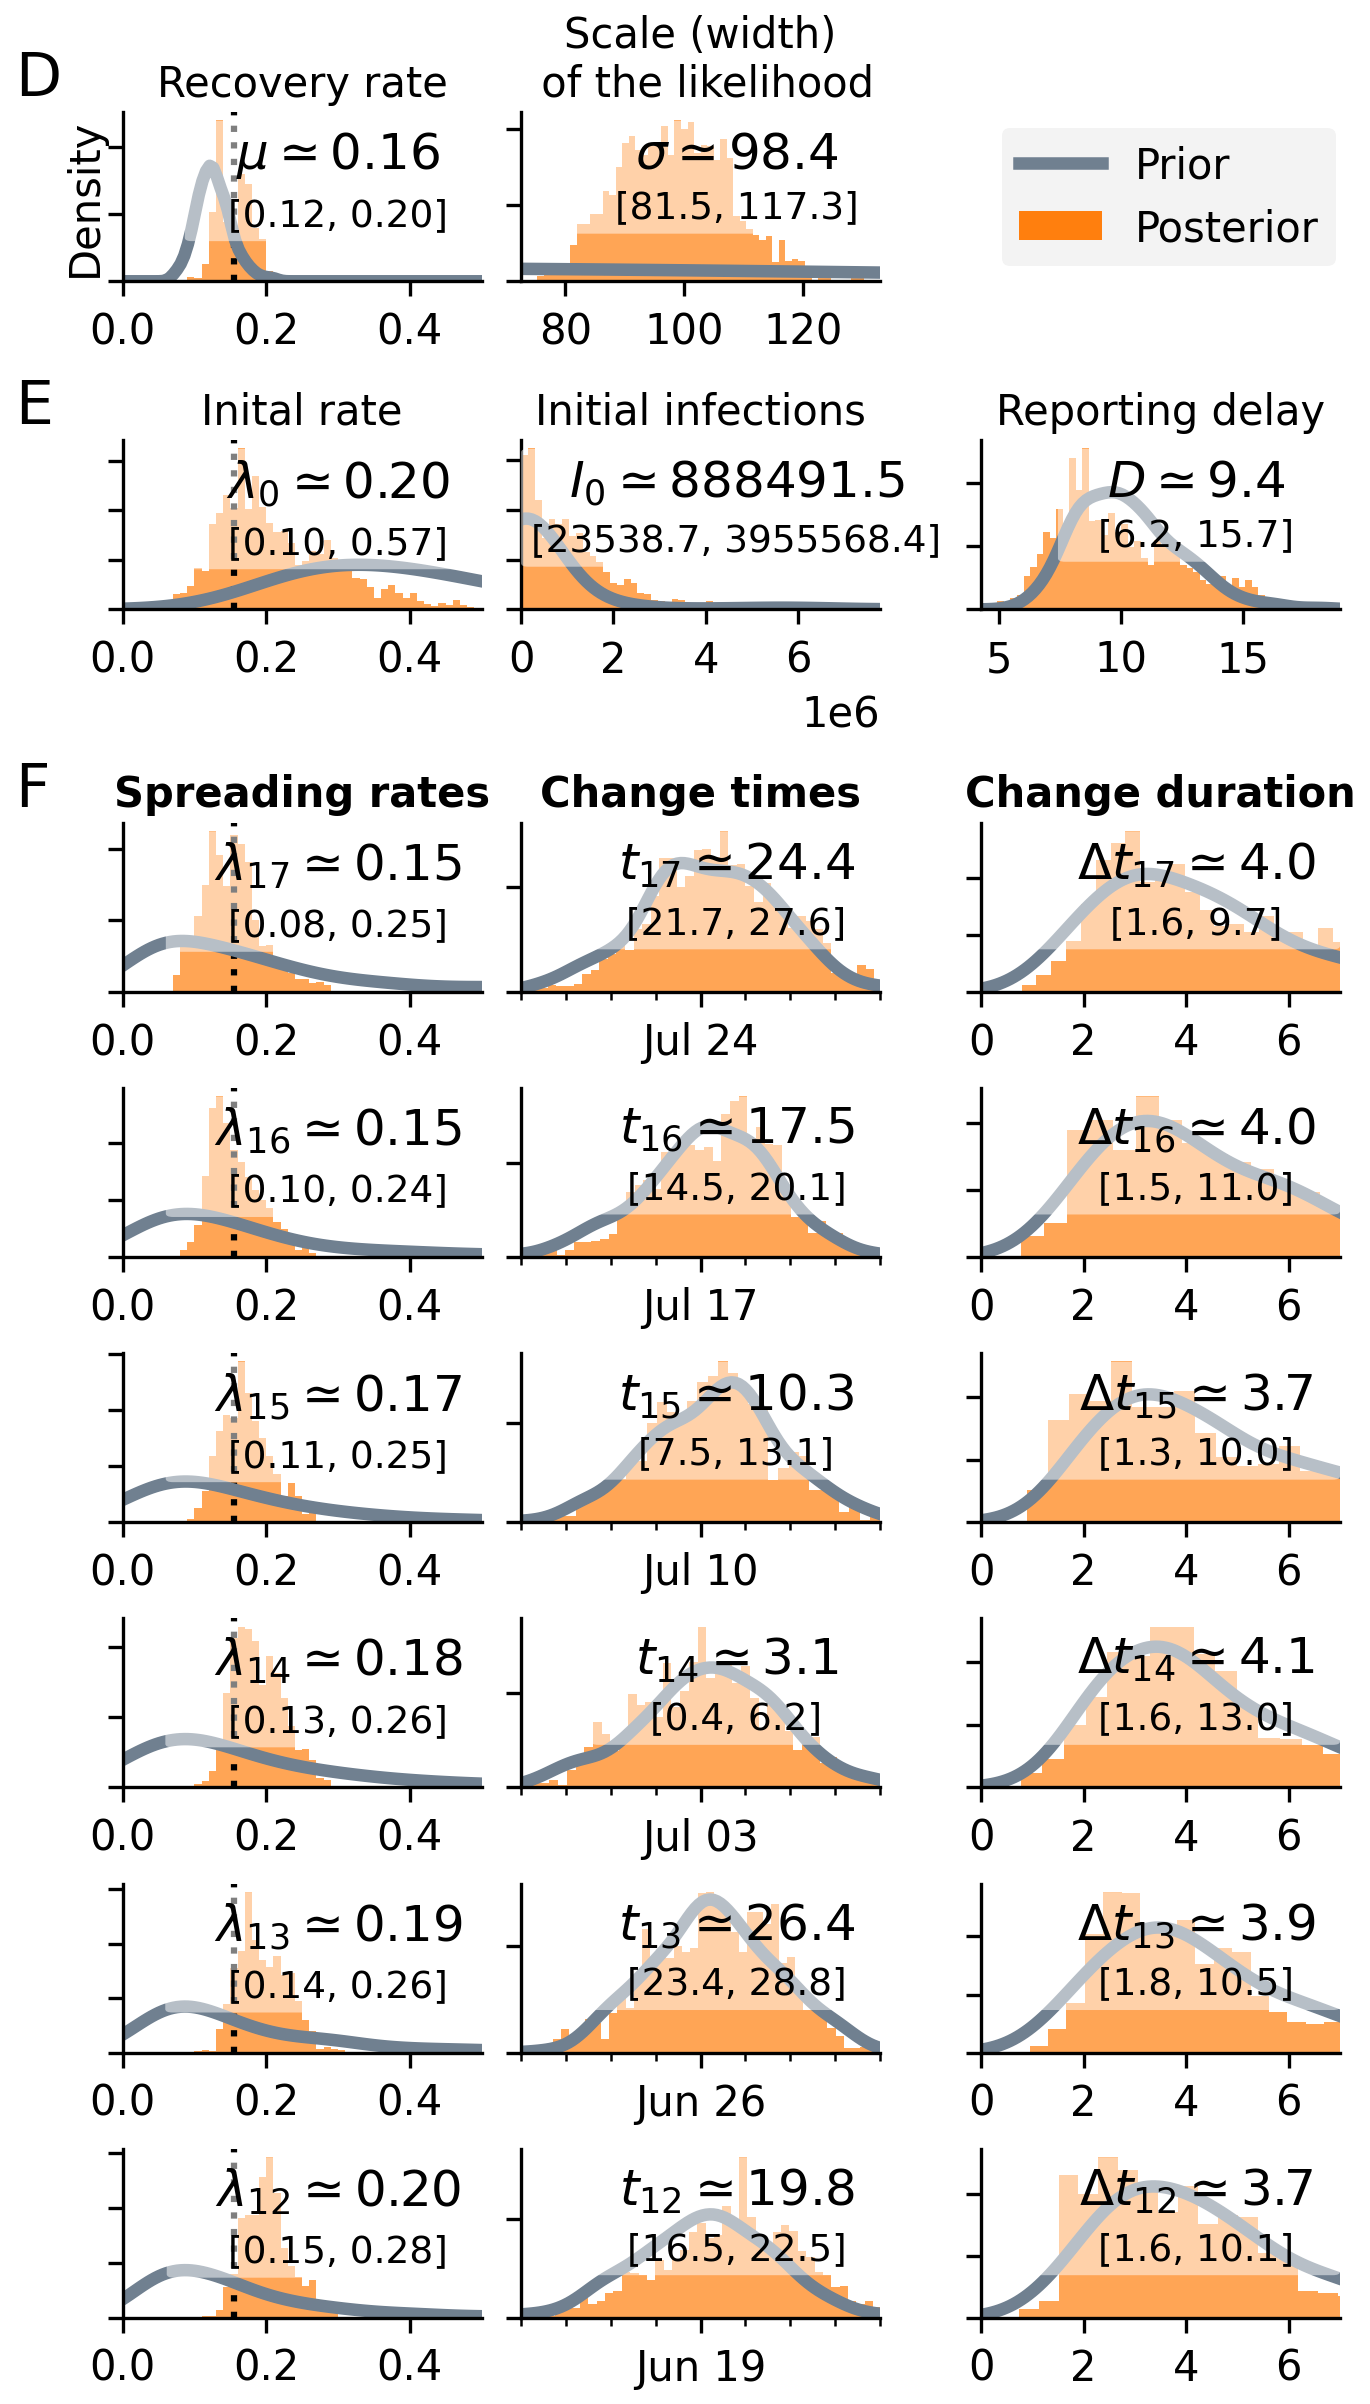 D
Recovery rate
Scale (width)
of the likelihood
Density
μ ≃ 0.16
[0.12, 0.20]
0.0 0.2 0.4
σ ≃ 98.4
[81.5, 117.3]
80 100 120
Prior
Posterior
E
Inital rate
λ0 ≃ 0.20
[0.10, 0.57]
0.0 0.2 0.4
Initial infections
I0 ≃ 888491.5
[23538.7, 3955568.4]
0 2 4 6
1e6
Reporting delay
D ≃ 9.4
[6.2, 15.7]
5 10 15
F
Spreading rates Change times Change duration
λ17 ≃ 0.15
[0.08, 0.25]
0.0 0.2 0.4
t17 ≃ 24.4
[21.7, 27.6]
Jul 24
Δt17 ≃ 4.0
[1.6, 9.7]
0 2 4 6
λ16 ≃ 0.15
[0.10, 0.24]
0.0 0.2 0.4
t16 ≃ 17.5
[14.5, 20.1]
Jul 17
Δt16 ≃ 4.0
[1.5, 11.0]
0 2 4 6
λ15 ≃ 0.17
[0.11, 0.25]
0.0 0.2 0.4
t15 ≃ 10.3
[7.5, 13.1]
Jul 10
Δt15 ≃ 3.7
[1.3, 10.0]
0 2 4 6
λ14 ≃ 0.18
[0.13, 0.26]
0.0 0.2 0.4
t14 ≃ 3.1
[0.4, 6.2]
Jul 03
Δt14 ≃ 4.1
[1.6, 13.0]
0 2 4 6
λ13 ≃ 0.19
[0.14, 0.26]
0.0 0.2 0.4
t13 ≃ 26.4
[23.4, 28.8]
Jun 26
Δt13 ≃ 3.9
[1.8, 10.5]
0 2 4 6
λ12 ≃ 0.20
[0.15, 0.28]
0.0 0.2 0.4
t12 ≃ 19.8
[16.5, 22.5]
Jun 19
Δt12 ≃ 3.7
[1.6, 10.1]
0 2 4 6